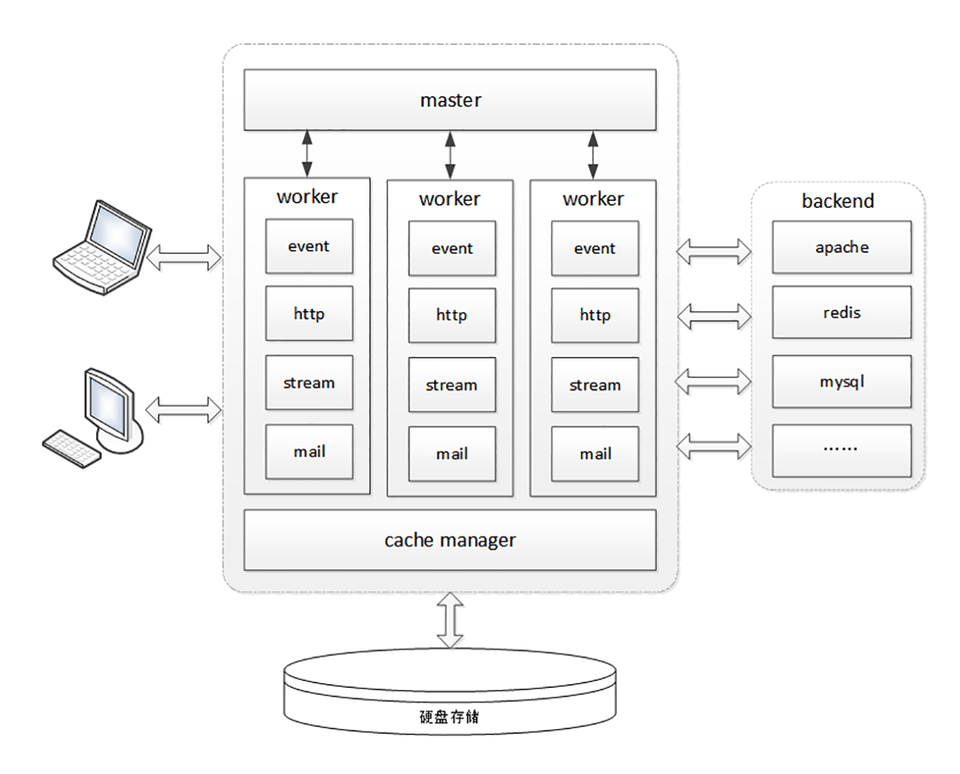 master
worker
event
http
stream
mail
worker
event
http
stream
mail
worker
event
http
stream
mail
cache manager
backend
apache
redis
mysql
……
硬盘存储